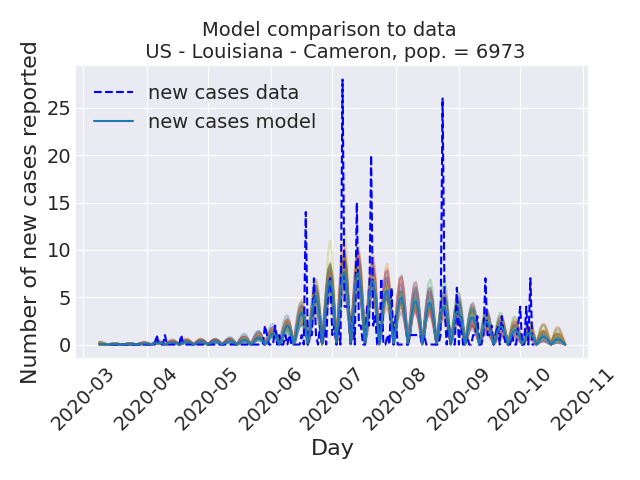 Model comparison to data
US - Louisiana - Cameron, pop. = 6973
Number of new cases reported
25
20
15
10
5
0
new cases data
new cases model
2020-03
2020-04
2020-05
2020-06
2020-07
2020-08
2020-09
2020-10
2020-11
Day